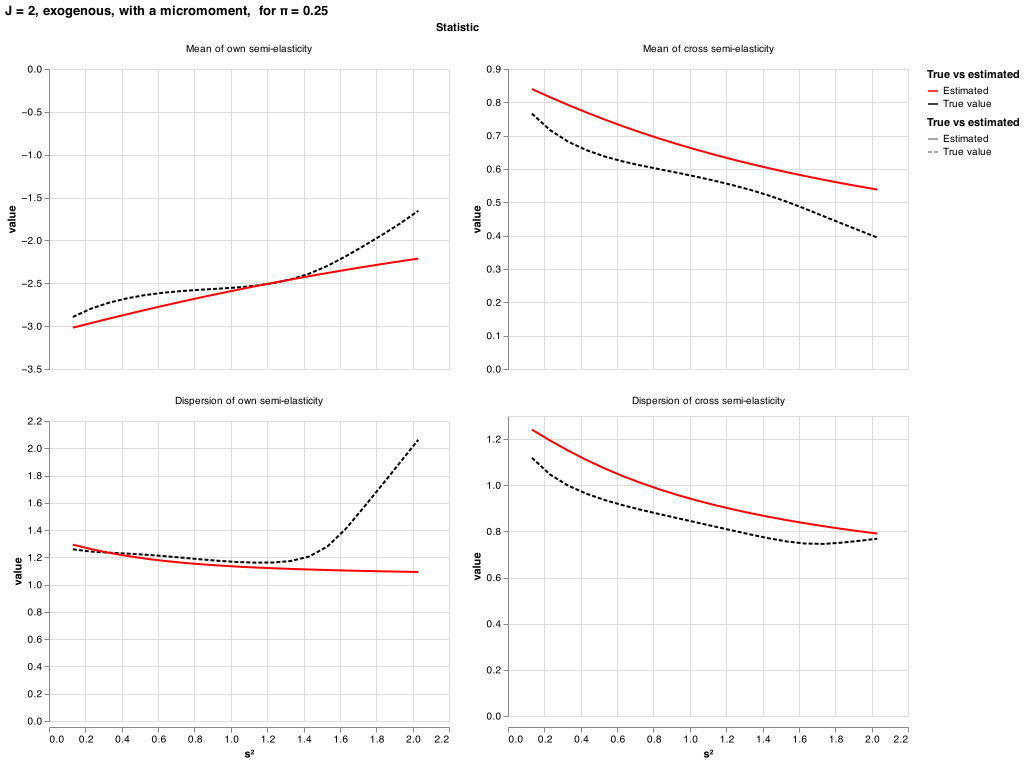 J = 2, exogenous, with a micromoment,  for π = 0.25
Statistic
Mean of own semi-elasticity
0.0
−0.5
−1.0
−1.5
−2.0
−2.5
−3.0
−3.5
value
Mean of cross semi-elasticity
0.9
0.8
0.7
0.6
0.5
0.4
0.3
0.2
0.1
0.0
value
True vs estimated
Estimated
True value
True vs estimated
Estimated
True value
Dispersion of own semi-elasticity
2.2
2.0
1.8
1.6
1.4
1.2
1.0
0.8
0.6
0.4
0.2
0.0
value
0.0 0.2 0.4 0.6 0.8 1.0 1.2 1.4 1.6 1.8 2.0 2.2
s²
Dispersion of cross semi-elasticity
1.2
1.0
0.8
0.6
0.4
0.2
0.0
value
0.0 0.2 0.4 0.6 0.8 1.0 1.2 1.4 1.6 1.8 2.0 2.2
s²